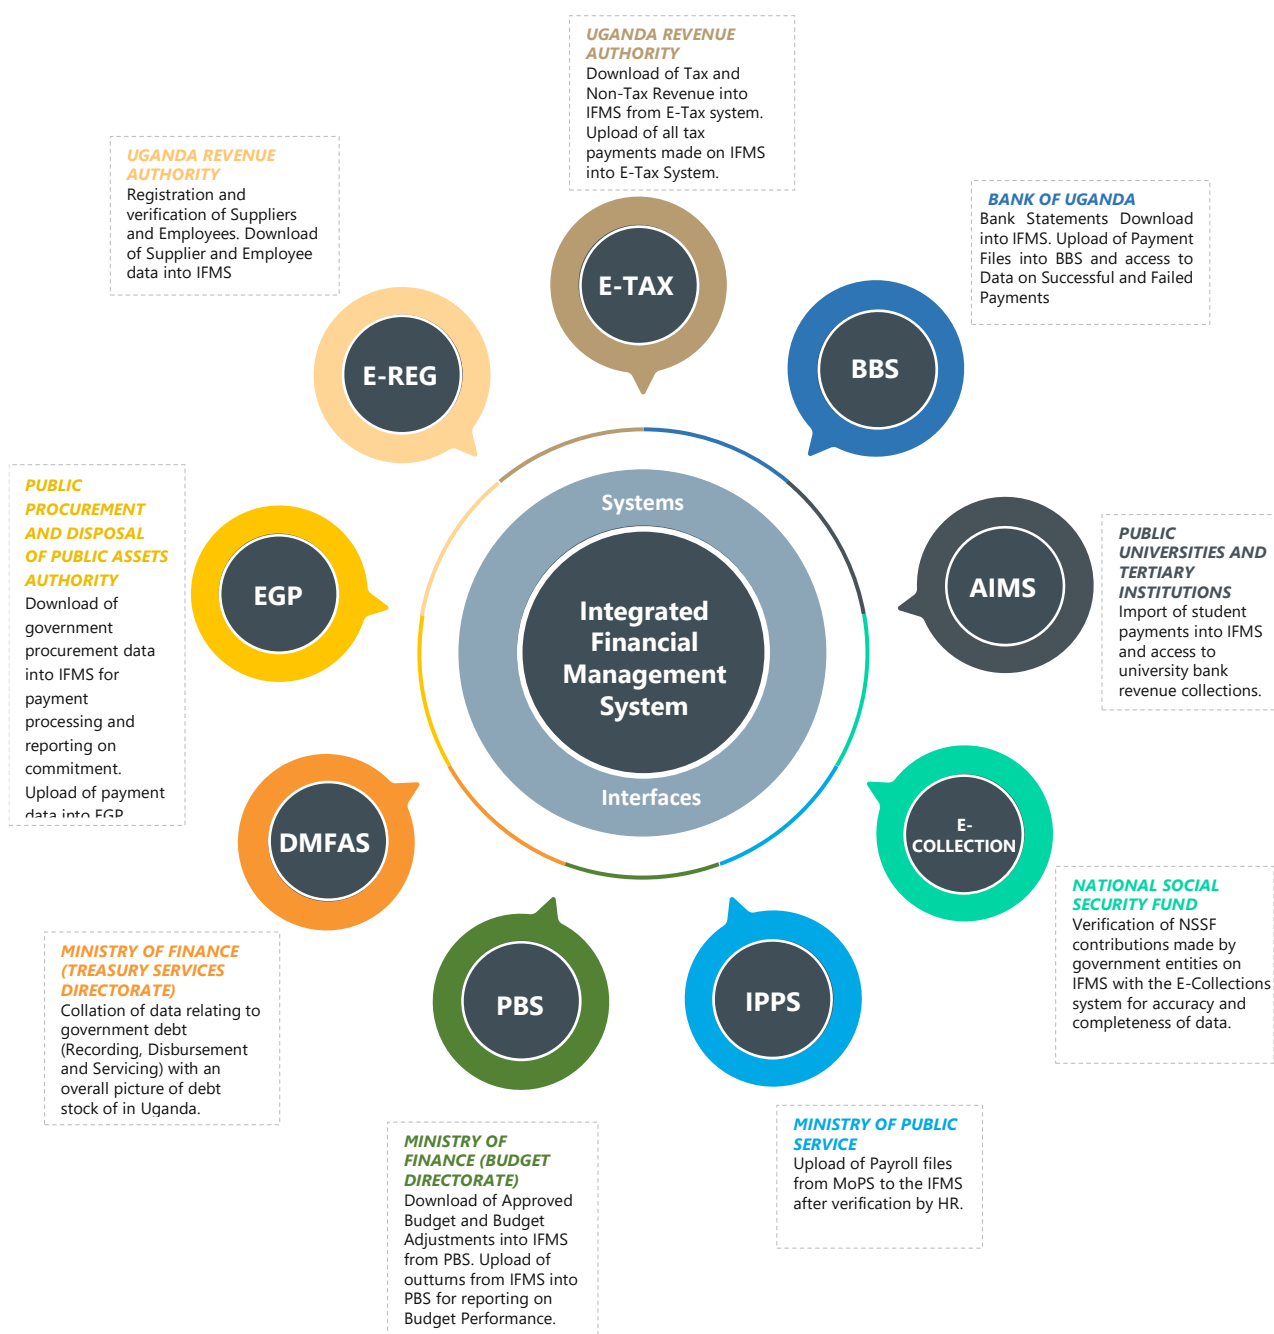 UGANDA REVENUE
AUTHORITY
Download of Tax and
Non-Tax Revenue into
IFMS from E-Tax system.
Upload of all tax
payments made on IFMS
into E-Tax System.
E-TAX
UGANDA REVENUE
AUTHORITY
Registration and
verification of Suppliers
and Employees. Download
of Supplier and Employee
data into IFMS
E-REG
BANK OF UGANDA
Bank Statements Download
into IFMS. Upload of Payment
Files into BBS and access to
Data on Successful and Failed
Payments
BBS
PUBLIC
PROCUREMENT
AND DISPOSAL
OF PUBLIC ASSETS
AUTHORITY
Download of
government
procurement data
into IFMS for
payment
processing and
reporting on
commitment.
Upload of payment
data into EGP
EGP
Systems
Integrated
Financial
Management
System
Interfaces
AIMS
PUBLIC
UNIVERSITIES AND
TERTIARY
INSTITUTIONS
Import of student
payments into IFMS
and access to
university bank
revenue collections.
DMFAS
MINISTRY OF FINANCE
(TREASURY SERVICES
DIRECTORATE)
Collation of data relating to
government debt
(Recording, Disbursement
and Servicing) with an
overall picture of debt
stock of in Uganda.
E-
COLLECTION
NATIONAL SOCIAL
SECURITY FUND
Verification of NSSF
contributions made by
government entities on
IFMS with the E-Collections
system for accuracy and
completeness of data.
PBS
MINISTRY OF
FINANCE (BUDGET
DIRECTORATE)
Download of Approved
Budget and Budget
Adjustments into IFMS
from PBS. Upload of
outturns from IFMS into
PBS for reporting on
Budget Performance.
IPPS
MINISTRY OF PUBLIC
SERVICE
Upload of Payroll files
from MoPS to the IFMS
after verification by HR.